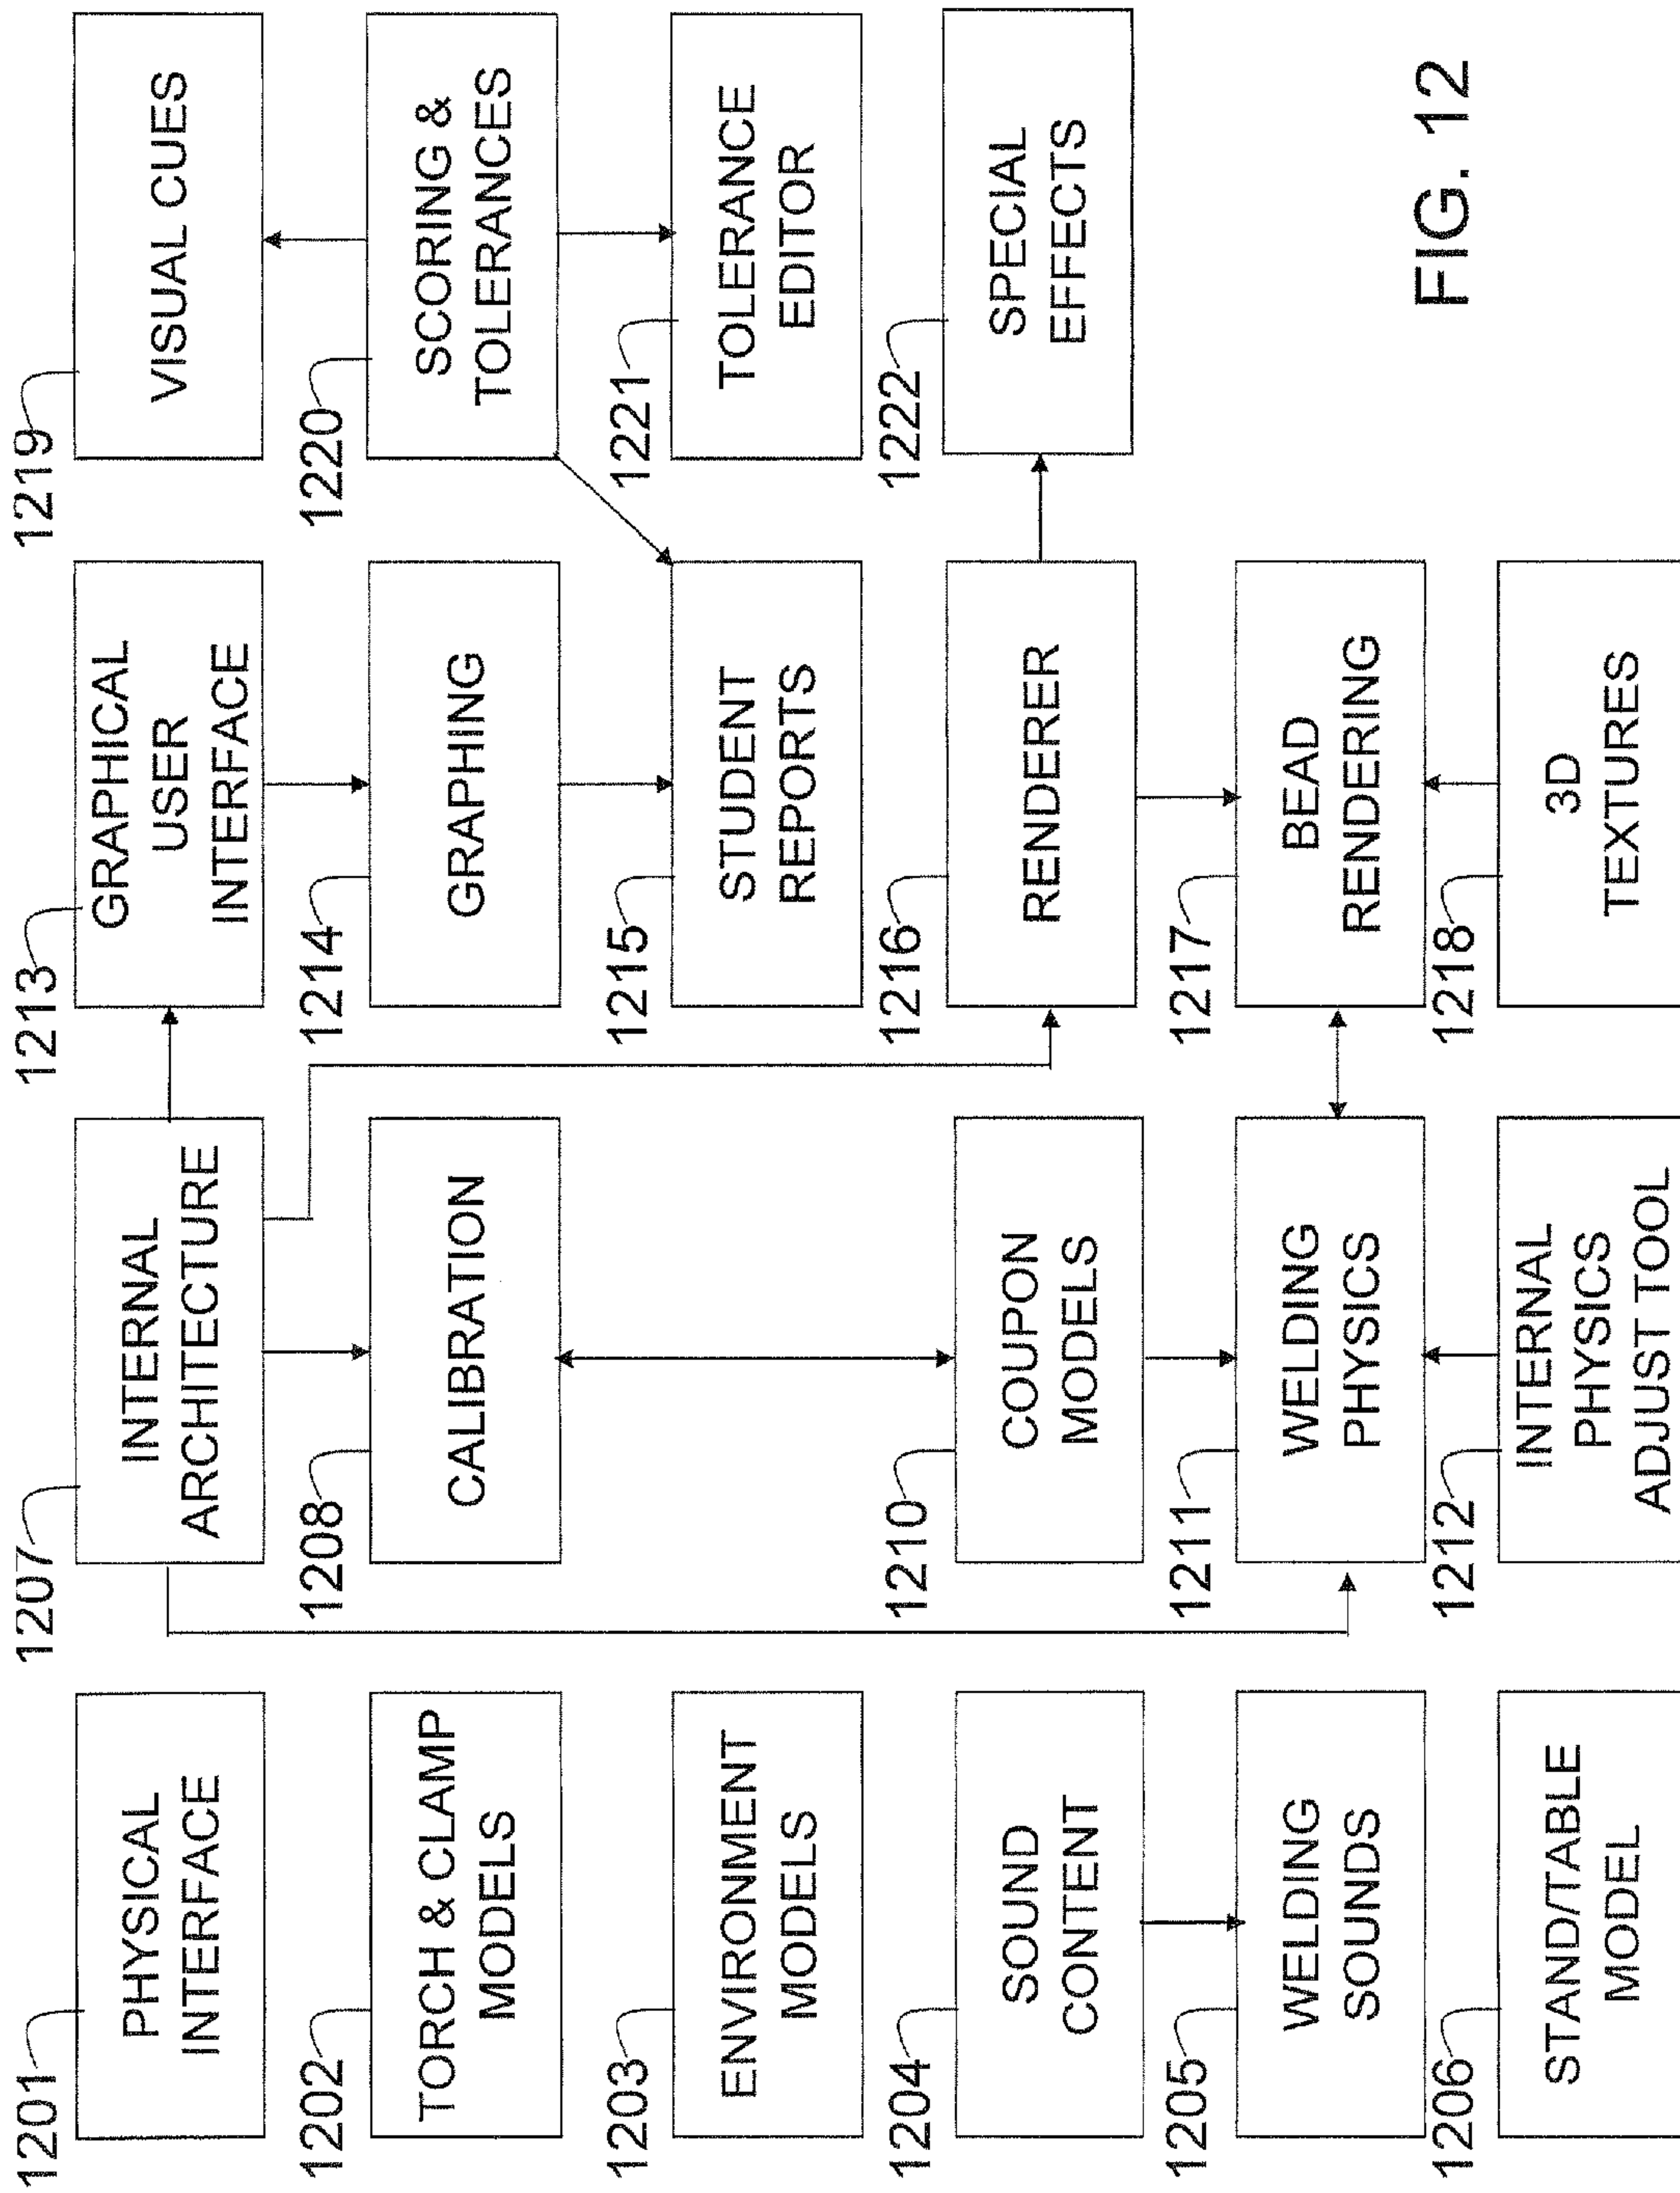 1201
PHYSICAL
INTERFACE
1202
TORCH & CLAMP
MODELS
1203
ENVIRONMENT
MODELS
1204
SOUND
CONTENT
1205
WELDING
SOUNDS
1206
STAND/TABLE
MODEL
1207
INTERNAL
ARCHITECTURE
1208
CALIBRATION
1210
COUPON
MODELS
1211
WELDING
PHYSICS
1212
INTERNAL
PHYSICS
ADJUST TOOL
1213
GRAPHICAL
USER
INTERFACE
1214
GRAPHING
1215
STUDENT
REPORTS
1216
RENDERER
1217
BEAD
RENDERING
1218
3D
TEXTURES
1219
VISUAL CUES
1220
SCORING &
TOLERANCES
1221
TOLERANCE
EDITOR
1222
SPECIAL
EFFECTS
FIG. 12